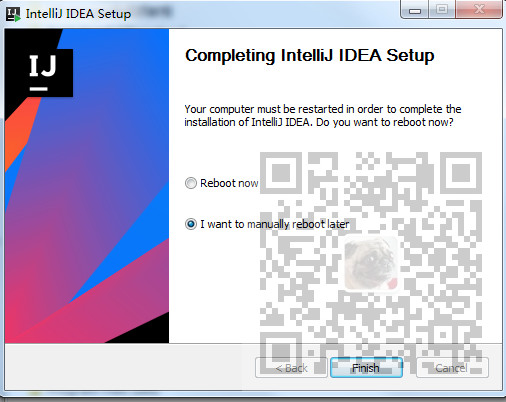 IntelliJ IDEA Setup
IJ
Completing IntelliJ IDEA Setup
Your computer must be restarted in order to complete the
installation of IntelliJ IDEA. Do you want to reboot now?
Reboot now
I want to manually reboot later
< Back
Finish
Cancel